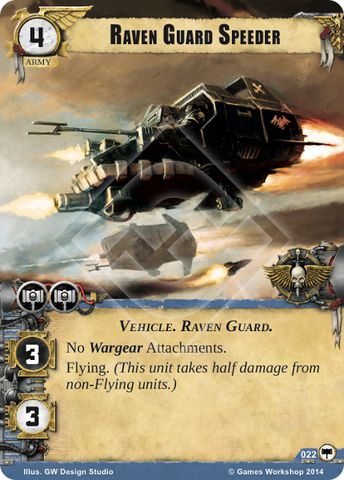 4
ARMY
Raven Guard Speeder
Vehicle. Raven Guard.
3
No Wargear Attachments.
Flying. (This unit takes half damage from
non-Flying units.)
3
022
Illus. GW Design Studio
© Games Workshop 2014